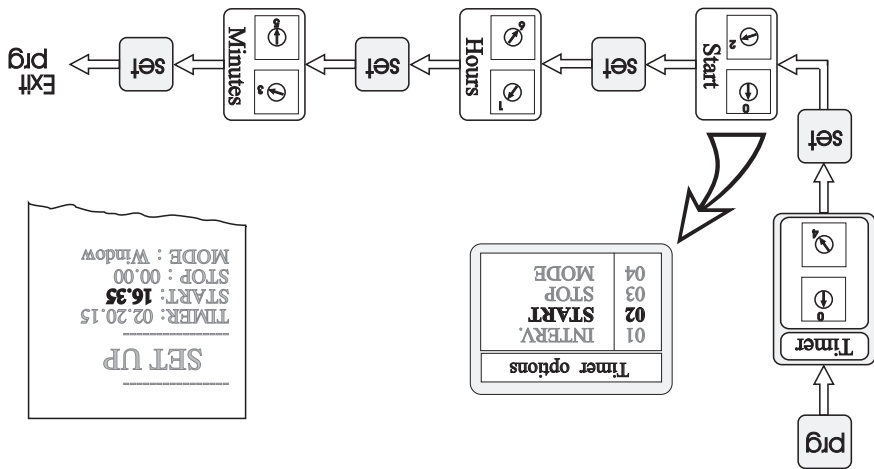 prg
Timer
0
4
set
Timer options
01 INTERV.
02 START
03 STOP
04 MODE
--------------------
SET UP
--------------------
TIMER: 02.20.15
START: 16.35
STOP : 00.00
MODE : Window
Start
0
2
set
Hours
1
6
set
Minutes
3
5
set
Exit
prg